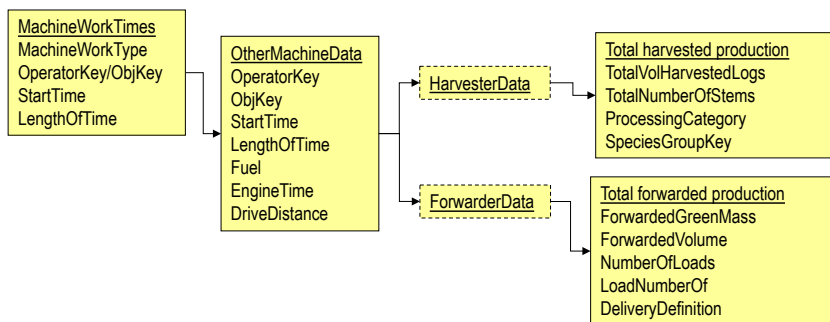 MachineWorkTimes
MachineWorkType
OperatorKey/ObjKey
StartTime
LengthOfTime
OtherMachineData
OperatorKey
ObjKey
StartTime
LengthOfTime
Fuel
EngineTime
DriveDistance
HarvesterData
ForwarderData
Total harvested production
TotalVolHarvestedLogs
TotalNumberOfStems
ProcessingCategory
SpeciesGroupKey
Total forwarded production
ForwardedGreenMass
ForwardedVolume
NumberOfLoads
LoadNumberOf
DeliveryDefinition